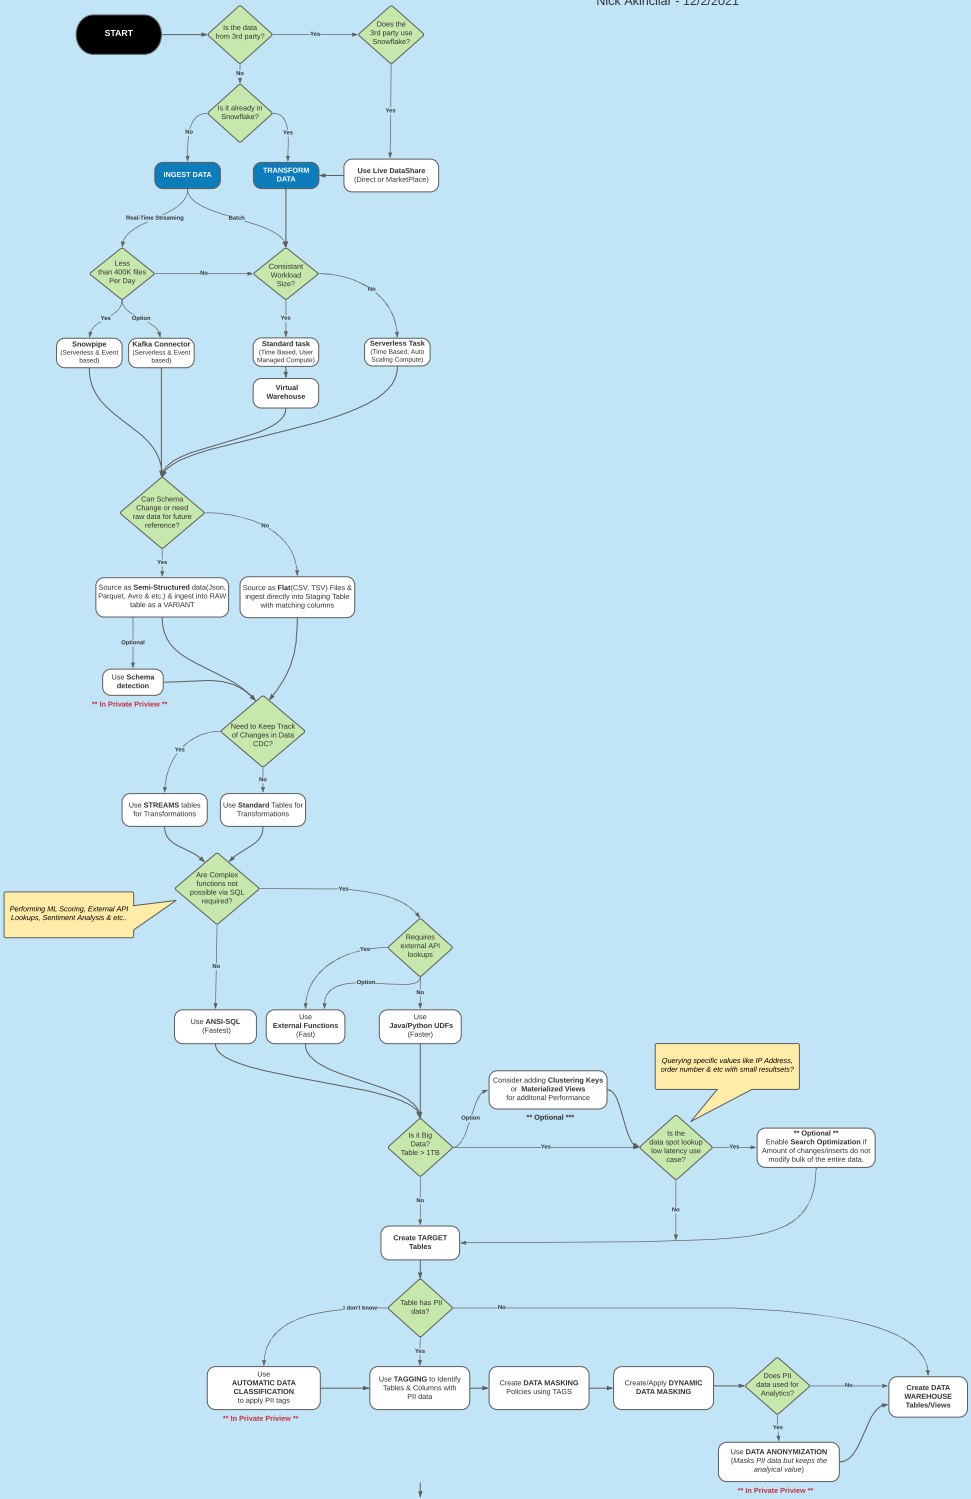 Nick Akincilar - 12/2/2021
START
Is the data
from 3rd party?
Yes
Does the
3rd party use
Snowflake?
No
Yes
Is it already in
Snowflake?
No
Yes
INGEST DATA
TRANSFORM
DATA
Use Live DataShare
(Direct or MarketPlace)
Real-Time Streaming
Batch
Less
than 400K files
Per Day
No
Consistant
Workload
Size?
No
Yes
Option
Yes
Snowpipe
(Serverless & Event
based)
Kafka Connector
(Serverless & Event
based)
Standard task
(Time Based, User
Managed Compute)
Serverless Task
(Time Based, Auto
Scaling Compute)
Virtual
Warehouse
Can Schema
Change or need
raw data for future
reference?
No
Yes
Source as Semi-Structured data(Json,
Parquet, Avro & etc.) & ingest into RAW
table as a VARIANT
Source as Flat(CSV, TSV) Files &
ingest directly into Staging Table
with matching columns
Optional
Use Schema
detection
** In Private Priview **
Need to Keep Track
of Changes in Data
CDC?
Yes
No
Use STREAMS tables
for Transformations
Use Standard Tables for
Transformations
Are Complex
functions not
possible via SQL
required?
Yes
Performing ML Scoring, External API
Lookups, Sentiment Analysis & etc..
Requires
external API
lookups
Yes
No
Option
No
Use ANSI-SQL
(Fastest)
Use
External Functions
(Fast)
Use
Java/Python UDFs
(Faster)
Querying specific values like IP Address,
order number & etc with small resultsets?
Consider adding Clustering Keys
or Materialized Views
for additonal Performance
** Optional ***
Option
Is it Big
Data?
Table > 1TB
Yes
Is the
data spot lookup
low latency use
case?
Yes
** Optional **
Enable Search Optimization if
Amount of changes/inserts do not
modify bulk of the entire data.
No
No
Create TARGET
Tables
Table has PII
data?
I don't know
No
Yes
Use
AUTOMATIC DATA
CLASSIFICATION
to apply PII tags
** In Private Priview **
Use TAGGING to Identify
Tables & Columns with
PII data
Create DATA MASKING
Policies using TAGS
Create/Apply DYNAMIC
DATA MASKING
Does PII
data used for
Analytics?
No
Create DATA
WAREHOUSE
Tables/Views
Yes
Use DATA ANONYMIZATION
(Masks PII data but keeps the
analyical value)
** In Private Priview **